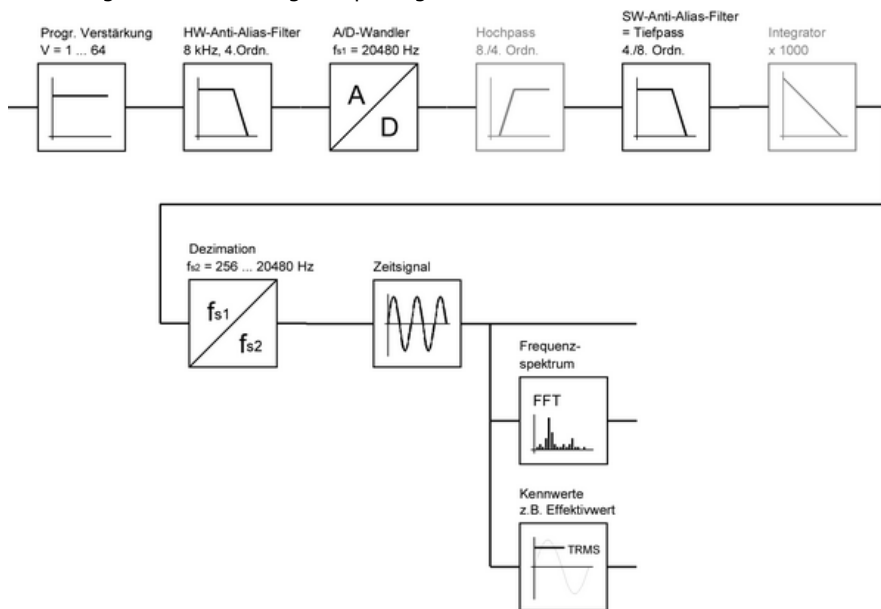 Progr. Verstärkung
V = 1 ... 64
HW-Anti-Alias-Filter
8 kHz, 4.Ordn.
A/D-Wandler
fs1 = 20480 Hz
A
D
Hochpass
8./4. Ordn.
SW-Anti-Alias-Filter
= Tiefpass
4./8. Ordn.
Integrator
x 1000
Dezimation
fs2 = 256 ... 20480 Hz
fs1
fs2
Zeitsignal
Frequenz-
spektrum
FFT
Kennwerte
z.B. Effektivwert
TRMS